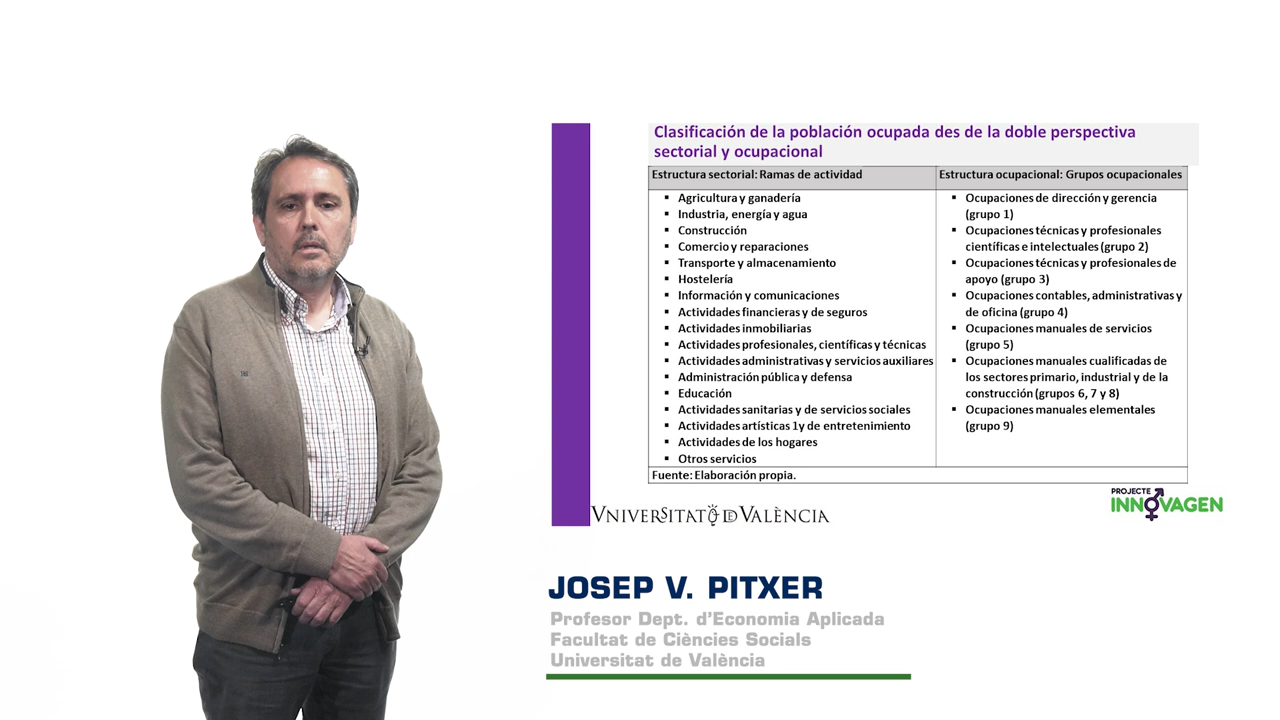 Clasificación de la población ocupada des de la doble perspectiva
sectorial y ocupacional
Estructura sectorial: Ramas de actividad
Agricultura y ganadería
Industria, energía y agua
Construcción
Comercio y reparaciones
Transporte y almacenamiento
Hostelería
Información y comunicaciones
Actividades financieras y de seguros
Actividades inmobiliarias
Actividades profesionales, científicas y técnicas
Actividades administrativas y servicios auxiliares
Administración pública y defensa
Educación
Actividades sanitarias y de servicios sociales
Actividades artísticas 1y de entretenimiento
Actividades de los hogares
Otros servicios
Estructura ocupacional: Grupos ocupacionales
Ocupaciones de dirección y gerencia
(grupo 1)
Ocupaciones técnicas y profesionales
científicas e intelectuales (grupo 2)
Ocupaciones técnicas y profesionales de
apoyo (grupo 3)
Ocupaciones contables, administrativas y
de oficina (grupo 4)
Ocupaciones manuales de servicios
(grupo 5)
Ocupaciones manuales cualificadas de
los sectores primario, industrial y de la
construcción (grupos 6, 7 y 8)
Ocupaciones manuales elementales
(grupo 9)
Fuente: Elaboración propia.
VNIVERSITAT DE VALÈNCIA
PROJECTE
INNOVAGEN
JOSEP V. PITXER
Profesor Dept. d'Economia Aplicada
Facultat de Ciències Socials
Universitat de València